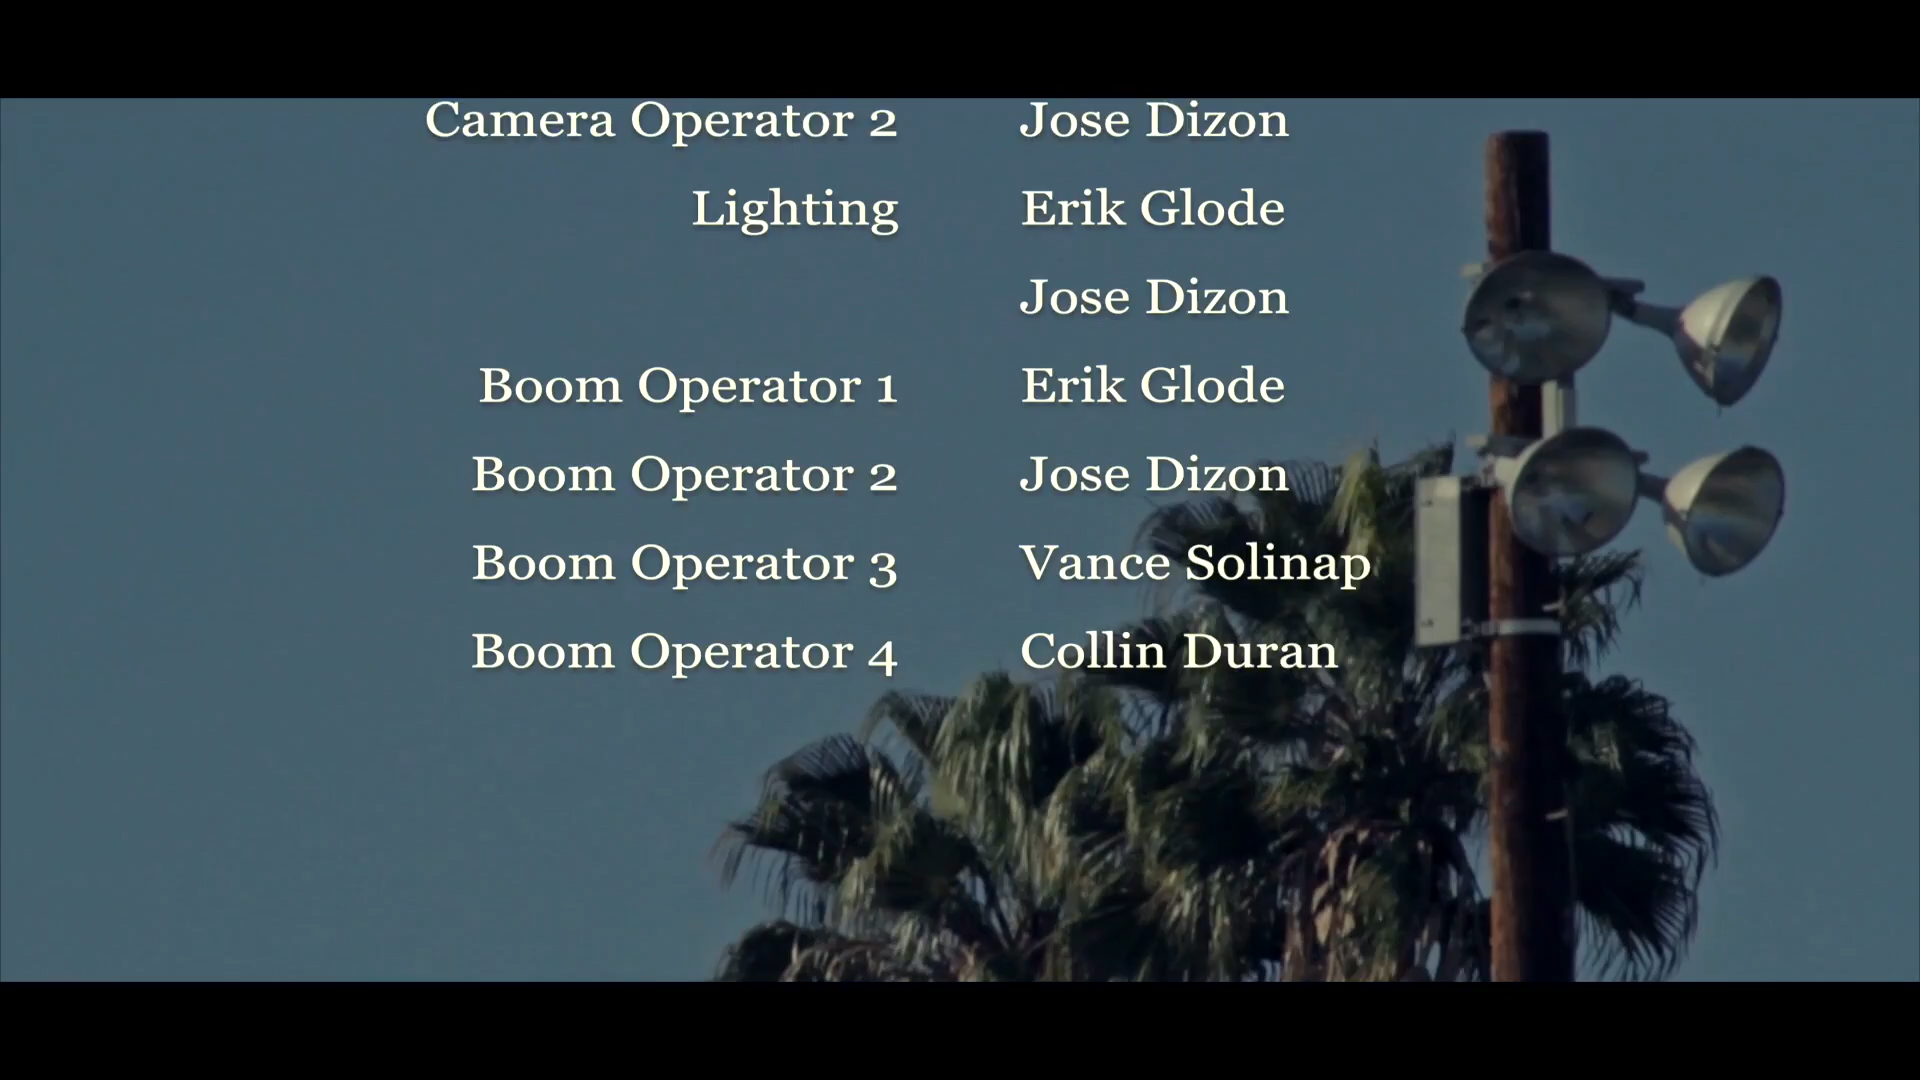 Camera Operator 2 Jose Dizon
Lighting Erik Glode
Jose Dizon
Boom Operator 1 Erik Glode
Boom Operator 2 Jose Dizon
Boom Operator 3 Vance Solinap
Boom Operator 4 Collin Duran